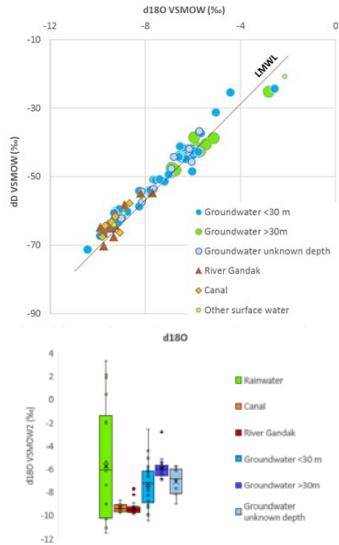 d18O VSMOW (‰)
-12 -8 -4 0
-10
LMWL
-30
dD VSMOW (‰)
-50
Groundwater <30 m
Groundwater >30m
Groundwater unknown depth
-70
River Gandak
Canal
Other surface water
-90
d18O
4
Rainwater
2
0
Canal
-2
d18O VSMOW2 (‰)
River Gandak
-4
Groundwater <30 m
-6
Groundwater >30m
-8
Groundwater
unknown depth
-10
-12